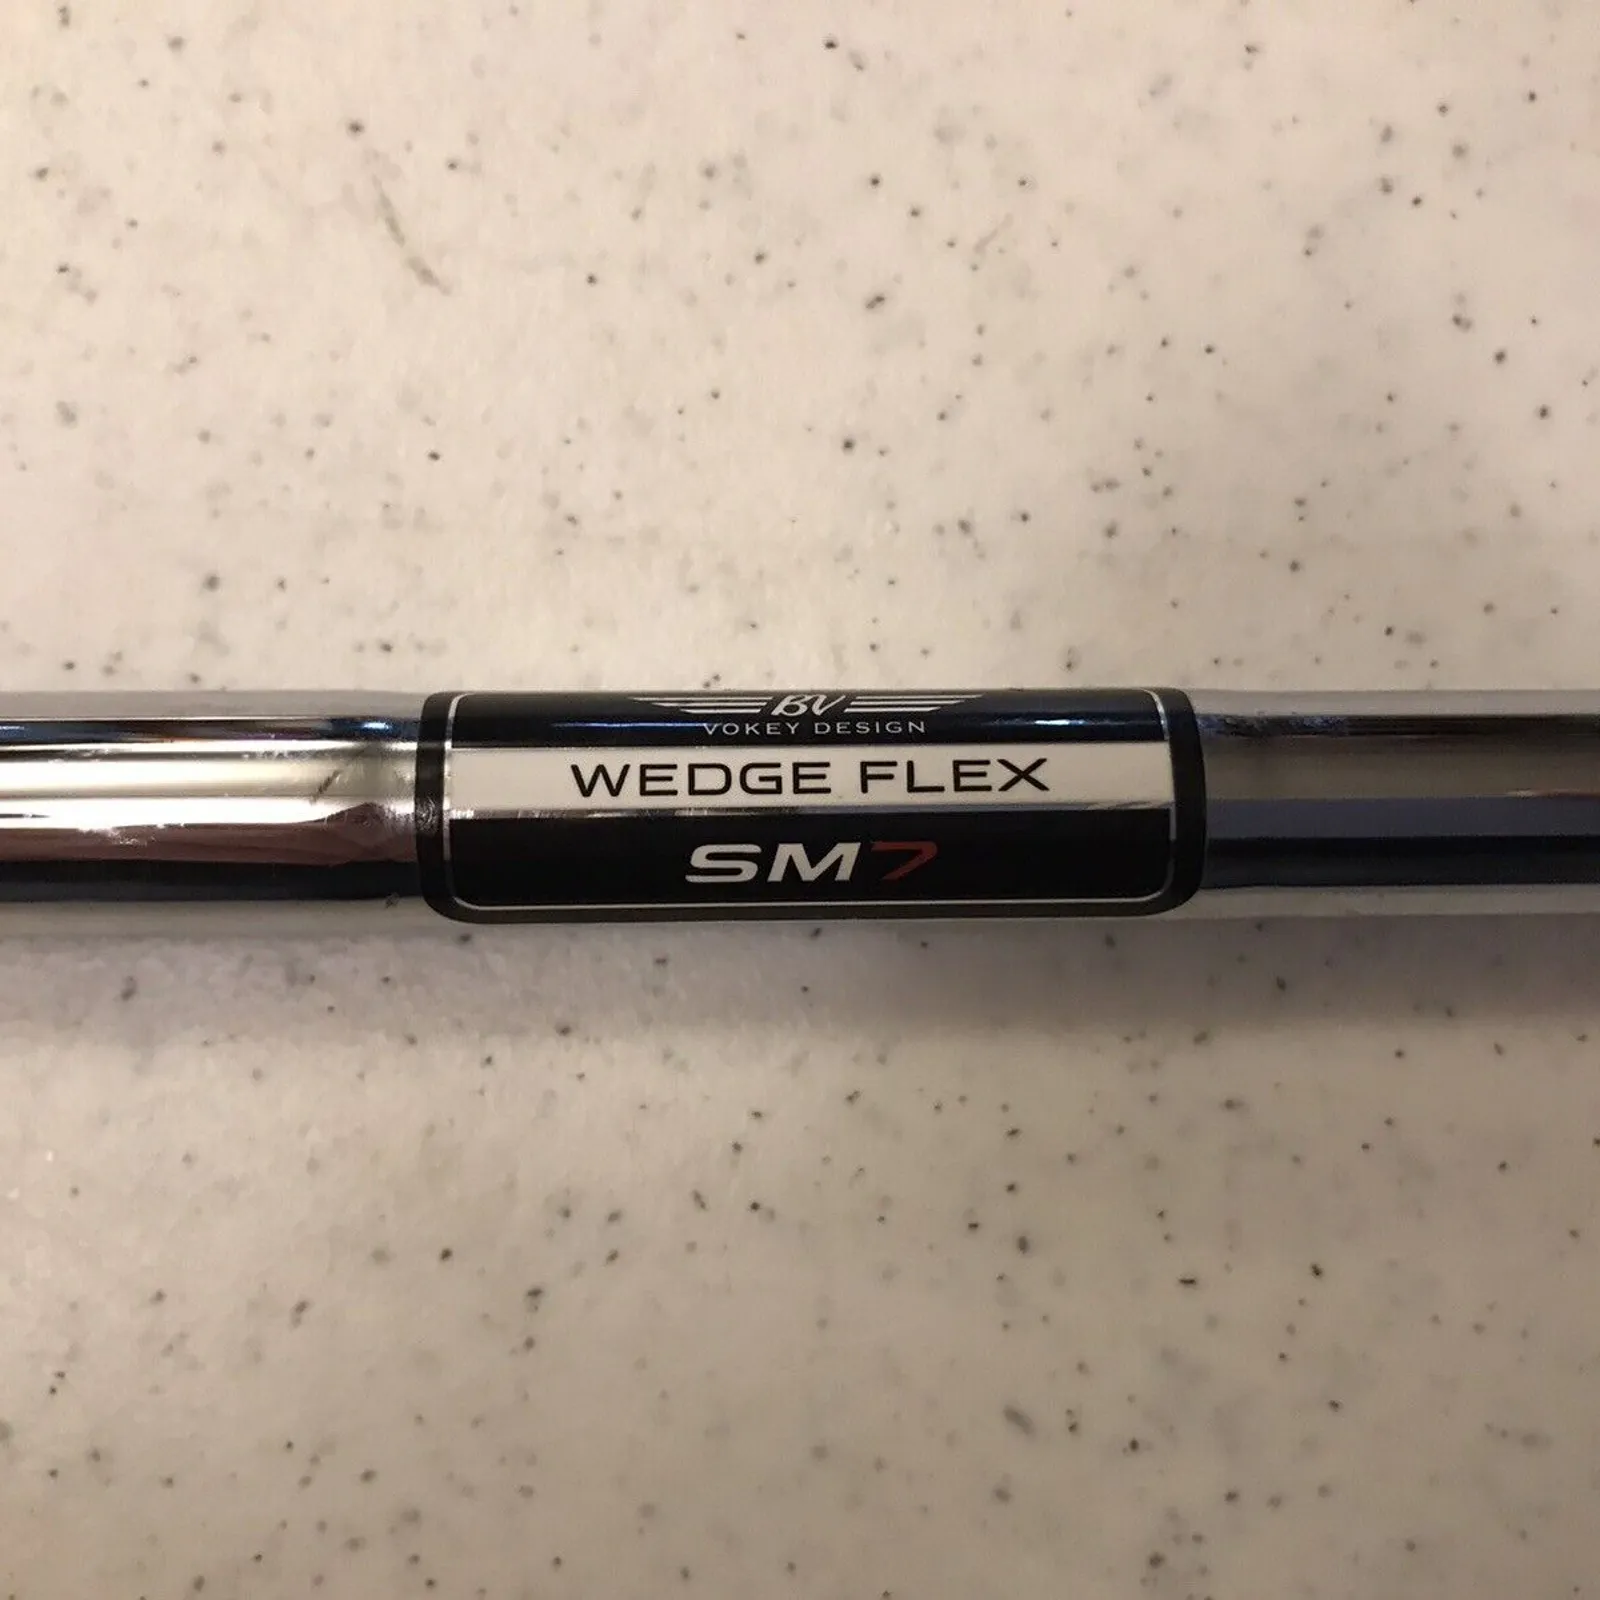 BV
VOKEY DESIGN
WEDGE FLEX
SM7